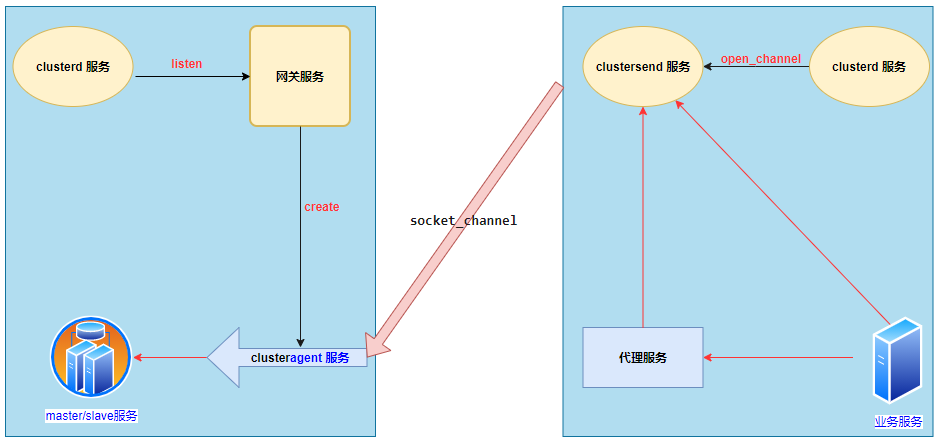 clusterd 服务
listen
网关服务
create
clusteragent 服务
master/slave服务
socket_channel
clustersend 服务
open_channel
clusterd 服务
代理服务
业务服务